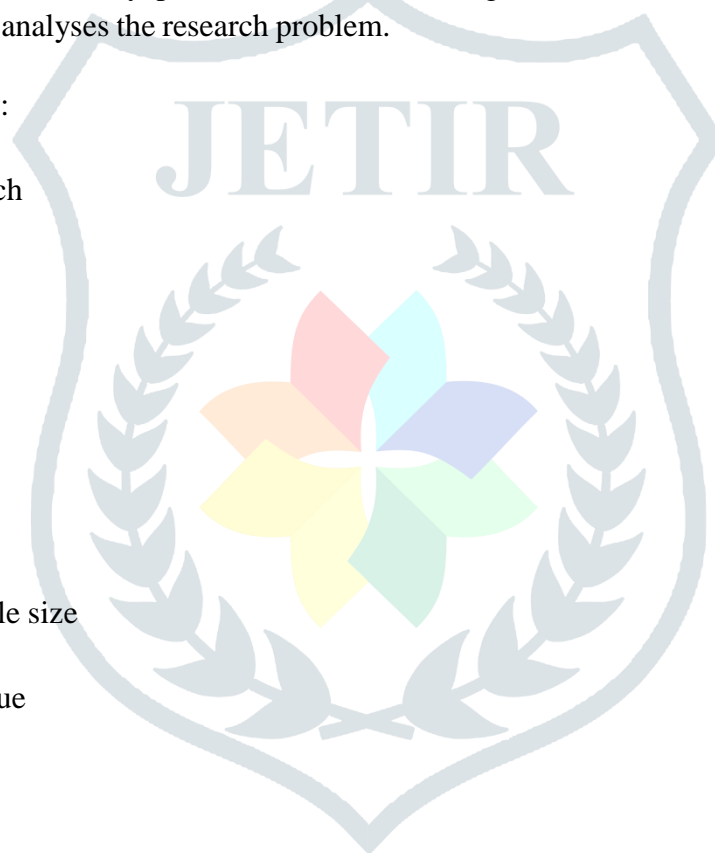 analyses the research problem.
:
JETIR
ch
le size
ue